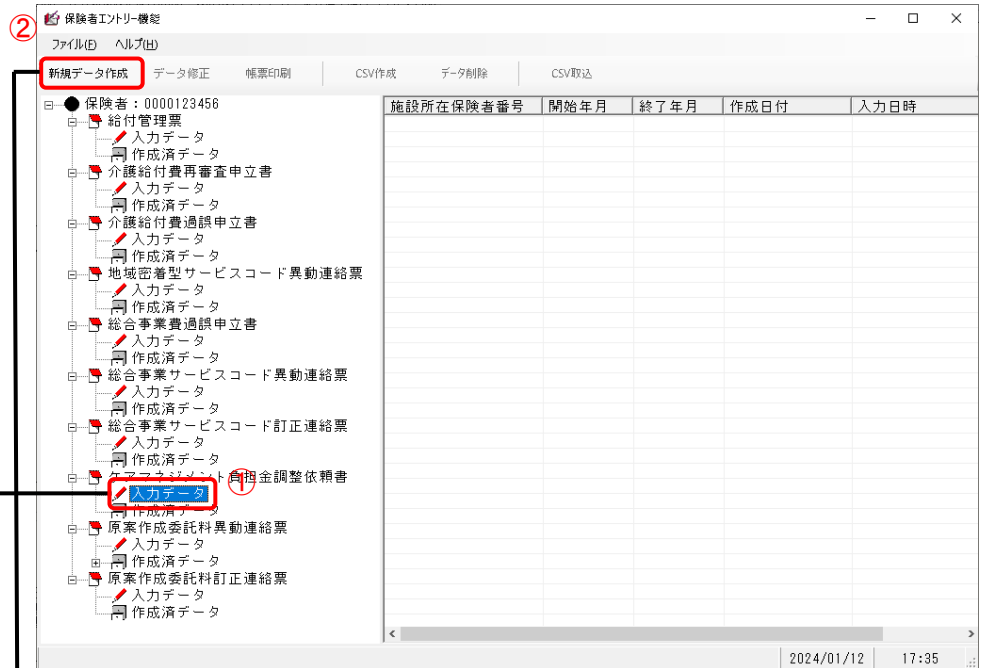 ②
保険者エントリー機能
ファイル(F) ヘルプ(H)
新規データ作成 データ修正 帳票印刷 CSV作成 データ削除 CSV取込
保険者：0000123456
給付管理票
入力データ
作成済データ
介護給付費再審査申立書
入力データ
作成済データ
介護給付費過誤申立書
入力データ
作成済データ
地域密着型サービスコード異動連絡票
入力データ
作成済データ
総合事業費過誤申立書
入力データ
作成済データ
総合事業サービスコード異動連絡票
入力データ
作成済データ
総合事業サービスコード訂正連絡票
入力データ
作成済データ
ケアマネジメント負担金調整依頼書
①
入力データ
作成済データ
原案作成委託料異動連絡票
入力データ
作成済データ
原案作成委託料訂正連絡票
入力データ
作成済データ
施設所在保険者番号 開始年月 終了年月 作成日付 入力日時
2024/01/12 17:35